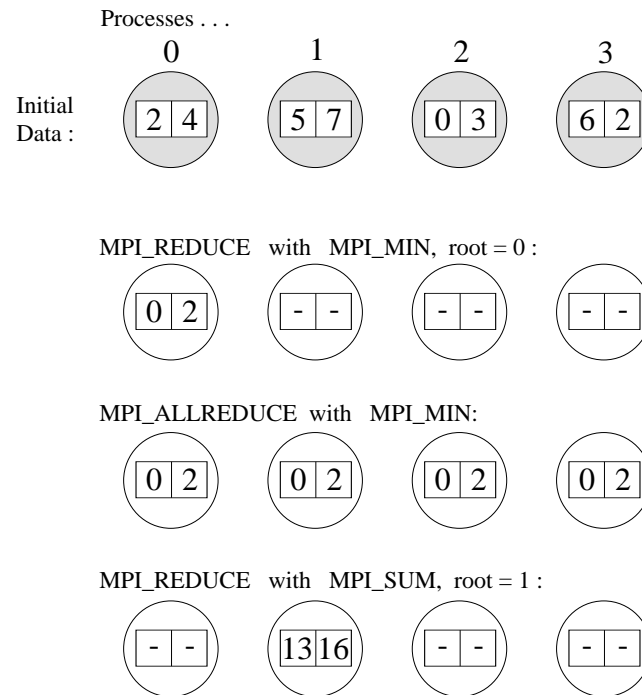 Processes . . .
0 1 2 3
Initial
Data :
2 4 5 7 0 3 6 2
MPI_REDUCE with MPI_MIN, root = 0 :
0 2 - - - - - -
MPI_ALLREDUCE with MPI_MIN:
0 2 0 2 0 2 0 2
MPI_REDUCE with MPI_SUM, root = 1 :
- - 13 16 - - - -